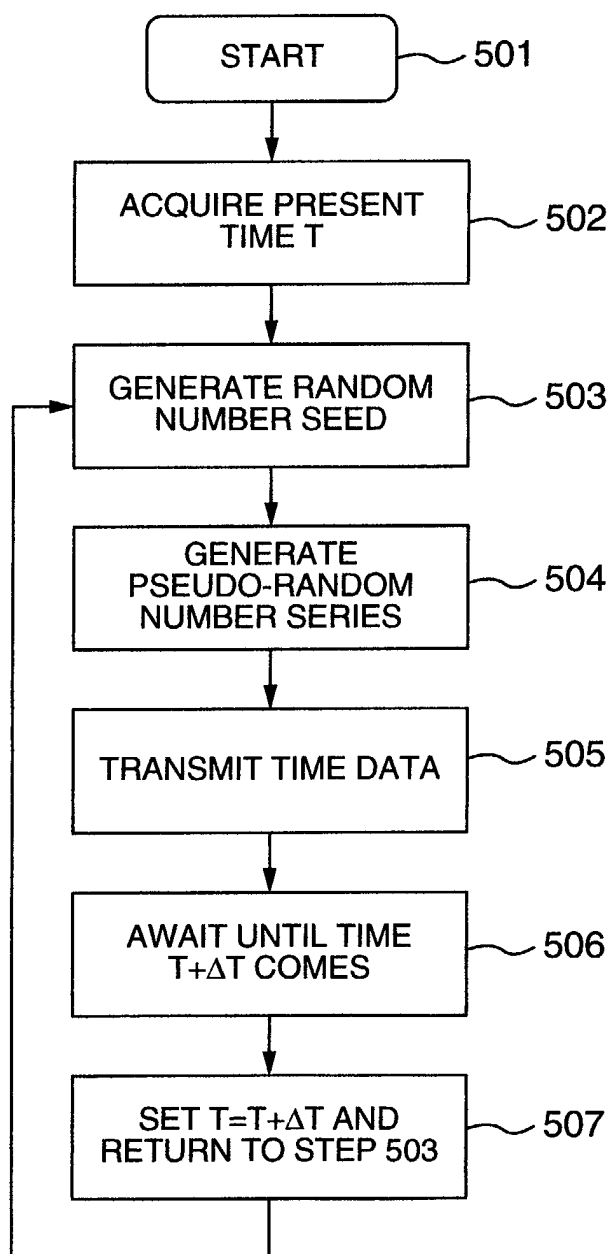 START
501
ACQUIRE PRESENT
TIME T
502
GENERATE RANDOM
NUMBER SEED
503
GENERATE
PSEUDO-RANDOM
NUMBER SERIES
504
TRANSMIT TIME DATA
505
AWAIT UNTIL TIME
T+ΔT COMES
506
SET T=T+ΔT AND
RETURN TO STEP 503
507